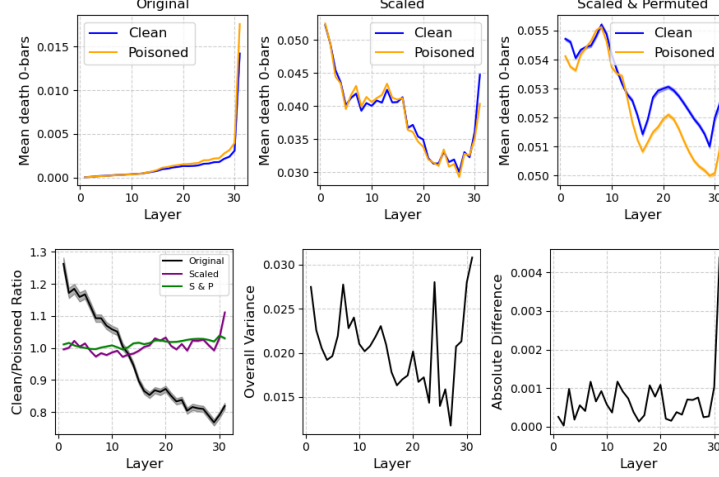 Original
Mean death 0-bars
0.015
0.010
0.005
0.000
Clean
Poisoned
0 10 20 30
Layer
Scaled
Mean death 0-bars
0.050
0.045
0.040
0.035
0.030
Clean
Poisoned
0 10 20 30
Layer
Scaled & Permuted
Mean death 0-bars
0.055
0.054
0.053
0.052
0.051
0.050
Clean
Poisoned
0 10 20 30
Layer
Clean/Poisoned Ratio
1.3
1.2
1.1
1.0
0.9
0.8
Original
Scaled
S & P
0 10 20 30
Layer
Overall Variance
0.030
0.025
0.020
0.015
0 10 20 30
Layer
Absolute Difference
0.004
0.003
0.002
0.001
0.000
0 10 20 30
Layer